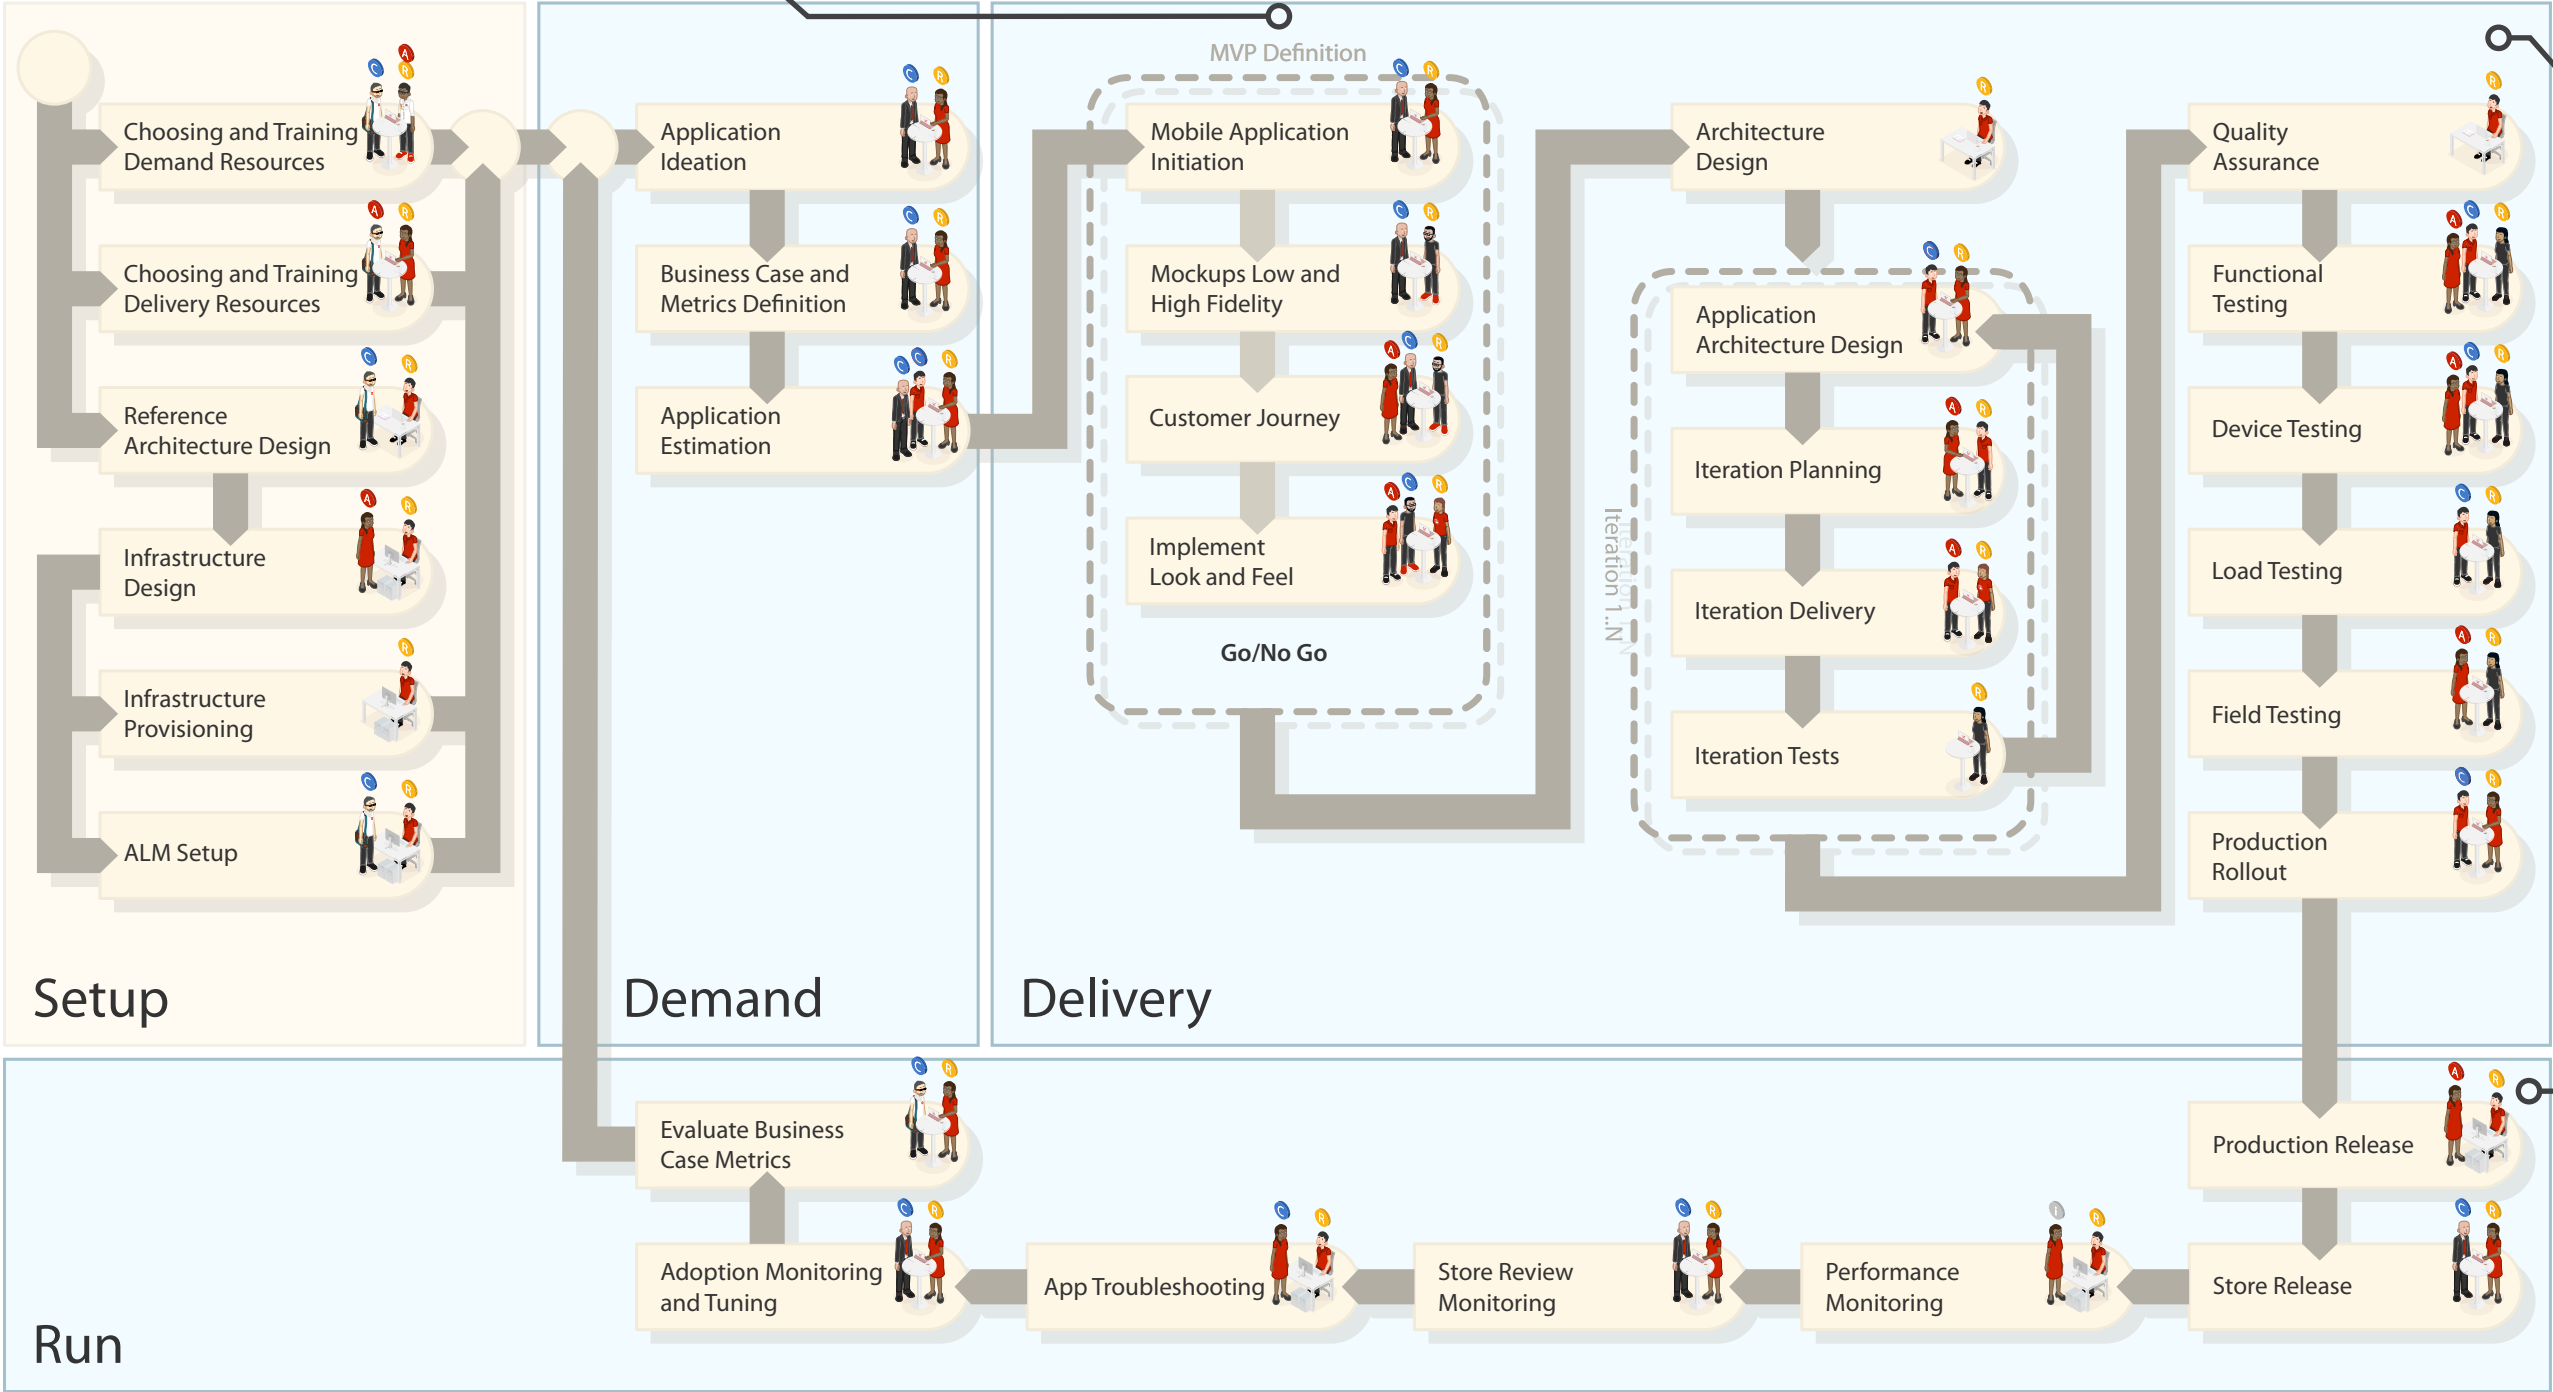 Choosing and Training
Demand Resources
Choosing and Training
Delivery Resources
Reference
Architecture Design
Infrastructure
Design
Infrastructure
Provisioning
ALM Setup
Setup
Application
Ideation
Business Case and
Metrics Definition
Application
Estimation
Demand
MVP Definition
Mobile Application
Initiation
Mockups Low and
High Fidelity
Customer Journey
Implement
Look and Feel
Go/No Go
Architecture
Design
Iteration 1..N
Application
Architecture Design
Iteration Planning
Iteration Delivery
Iteration Tests
Quality
Assurance
Functional
Testing
Device Testing
Load Testing
Field Testing
Production
Rollout
Delivery
Production Release
Store Release
Performance
Monitoring
Store Review
Monitoring
App Troubleshooting
Adoption Monitoring
and Tuning
Evaluate Business
Case Metrics
Run
C
A
R
A
R
C
R
A
R
R
C
R
C
R
C
R
C
C
R
C
R
C
R
A
C
R
A
C
R
R
C
R
A
R
A
R
R
R
A
C
R
A
C
R
C
R
A
R
C
R
A
R
C
R
I
R
C
R
C
R
C
R
C
R